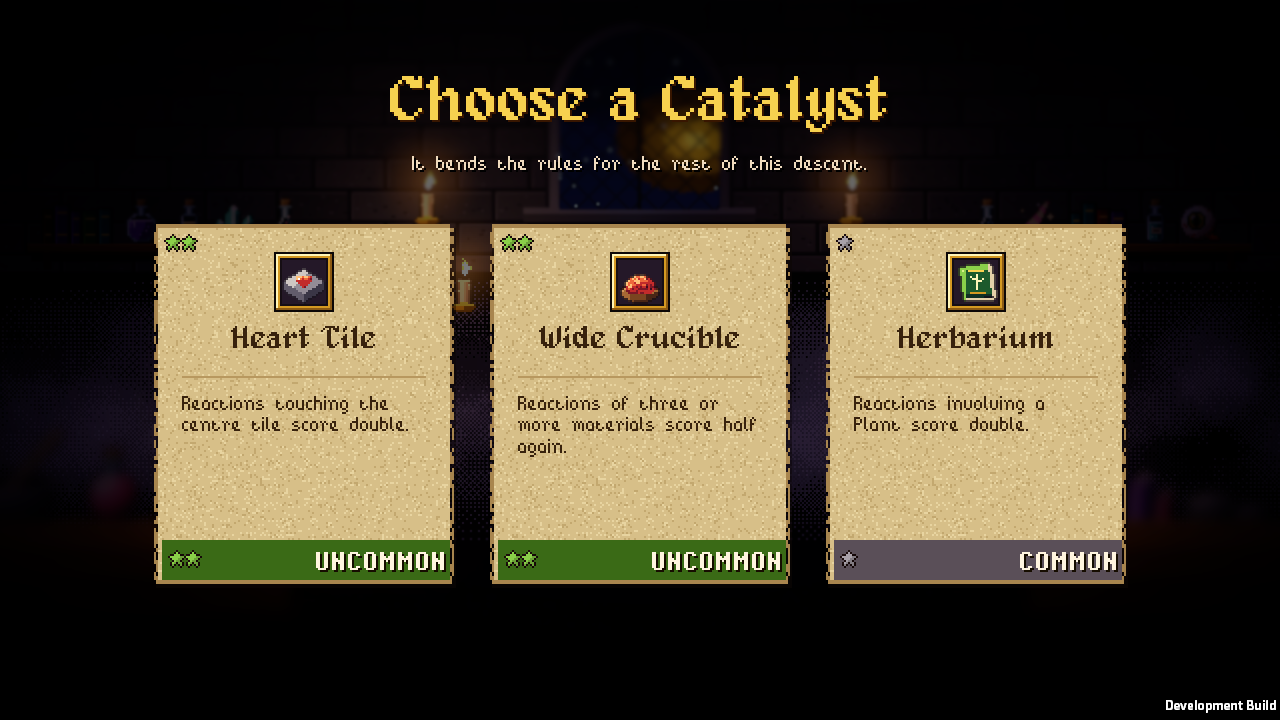 Choose a Catalyst
It bends the rules for the rest of this descent.
Heart Tile
Reactions touching the
centre tile score double.
UNCOMMON
Wide Crucible
Reactions of three or
more materials score half
again.
UNCOMMON
Herbarium
Reactions involving a
Plant score double.
COMMON
Development Build